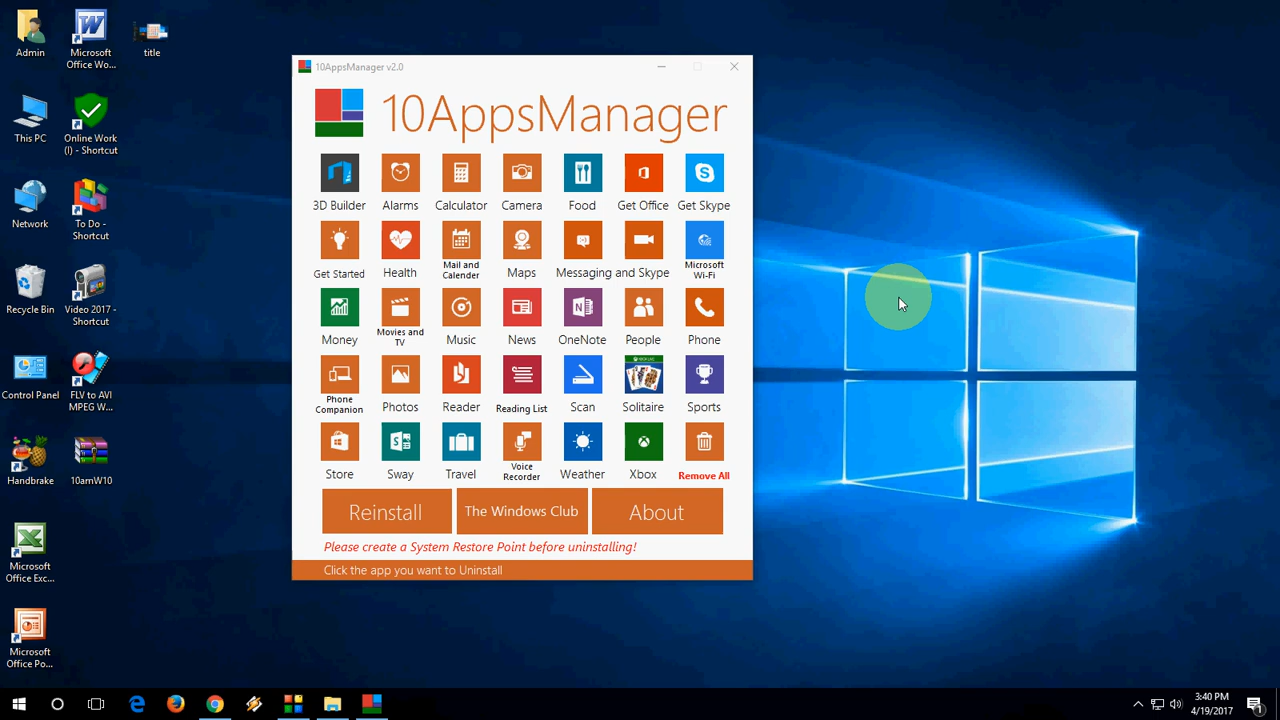 Admin
Microsoft
Office Wo...
title
This PC
Online Work
(I) - Shortcut
Network
To Do -
Shortcut
Recycle Bin
Video 2017 -
Shortcut
Control Panel
FLV to AVI
MPEG W...
Handbrake
10amW10
Microsoft
Office Exc...
Microsoft
Office Po...
10AppsManager v2.0
10AppsManager
3D Builder Alarms Calculator Camera Food Get Office Get Skype
Get Started Health Mail and Calender Maps Messaging and Skype Microsoft Wi-Fi
Money Movies and TV Music News OneNote People Phone
Phone Companion Photos Reader Reading List Scan Solitaire Sports
Store Sway Travel Voice Recorder Weather Xbox Remove All
Reinstall The Windows Club About
Please create a System Restore Point before uninstalling!
Click the app you want to Uninstall
3:40 PM
4/19/2017